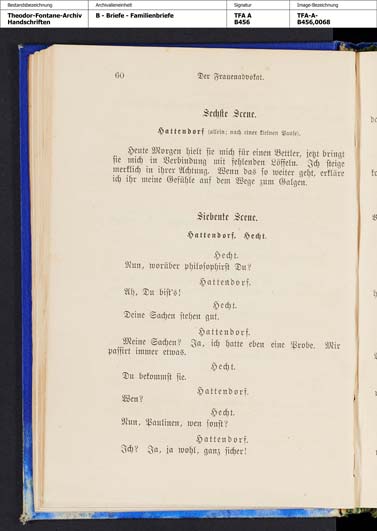 Bestandsbezeichnung
Archivalieneinheit
Signatur
Image-Bezeichnung
Theodor-Fontane-Archiv
Handschriften
B - Briefe - Familienbriefe
TFA A
B456
TFA-A-
B456,0068
60
Der Frauenadvokat.
Sechste Scene.
Hattendorf (allein; nach einer kleinen Pause).
Heute Morgen hielt sie mich für einen Bettler, jetzt bringt
sie mich in Verbindung mit fehlenden Löffeln. Ich steige
merklich in ihrer Achtung. Wenn das so weiter geht, erkläre
ich ihr meine Gefühle auf dem Wege zum Galgen.
Siebente Scene.
Hattendorf. Hecht.
Hecht.
Nun, worüber philosophirst Du?
Hattendorf.
Ah, Du bist's!
Hecht.
Deine Sachen stehen gut.
Hattendorf.
Meine Sachen? Ja, ich hatte eben eine Probe. Mir
passirt immer etwas.
Hecht.
Du bekommst sie.
Hattendorf.
Wen?
Hecht.
Nun, Paulinen, wen sonst?
Hattendorf.
Ich? Ja, ja wohl, ganz sicher!